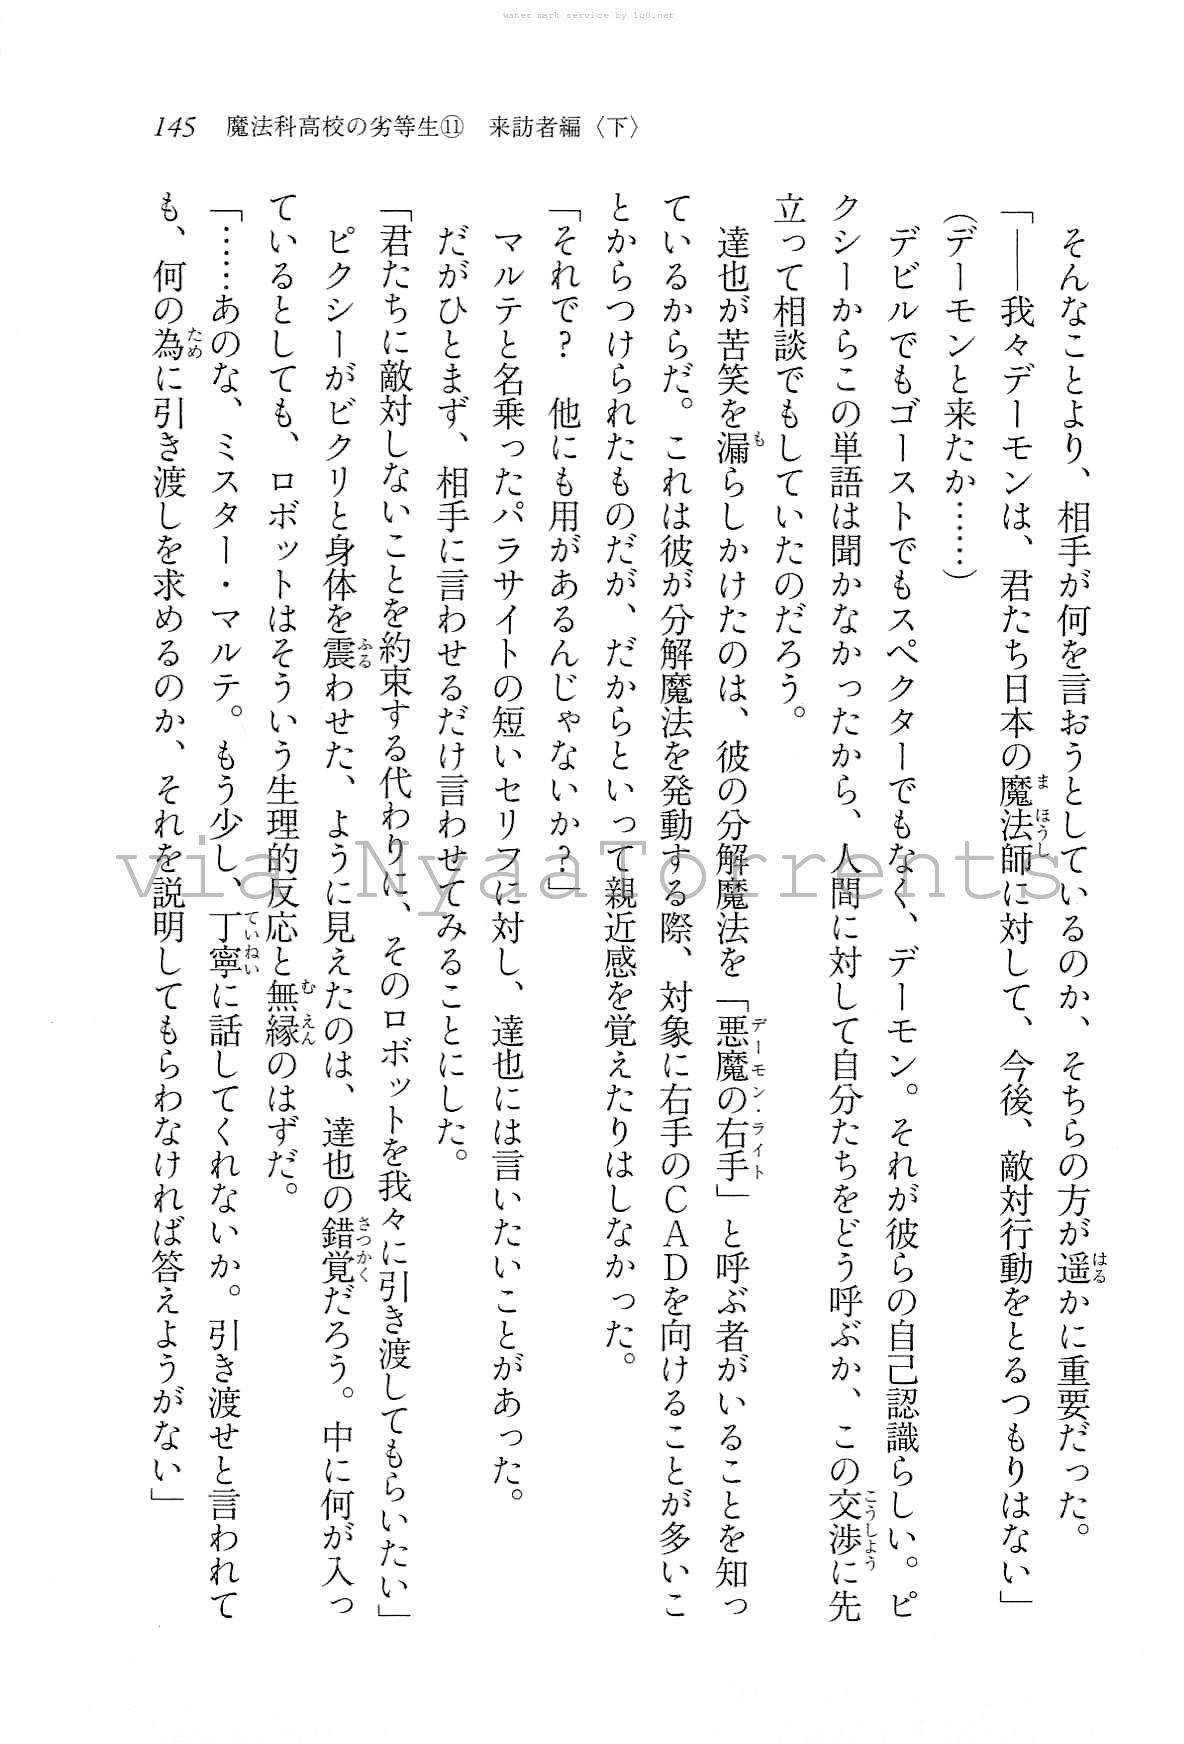 water mark service by lu0.net
145 魔法科高校の劣等生⑪ 来訪者編〈下〉
そんなことより、相手が何を言おうとしているのか、そちらの方が遥かに重要だった。
「――我々デーモンは、君たち日本の魔法師に対して、今後、敵対行動をとるつもりはない」
(デーモンと来たか……)
デビルでもゴーストでもスペクターでもなく、デーモン。それが彼らの自己認識らしい。ピ
クシーからこの単語は聞かなかったから、人間に対して自分たちをどう呼ぶか、この交渉に先
立って相談でもしていたのだろう。
達也が苦笑を漏らしかけたのは、彼の分解魔法を「悪魔の右手」と呼ぶ者がいることを知っ
ているからだ。これは彼が分解魔法を発動する際、対象に右手のＣＡＤを向けることが多いこ
とからつけられたものだが、だからといって親近感を覚えたりはしなかった。
「それで？　他にも用があるんじゃないか？」
マルテと名乗ったパラサイトの短いセリフに対し、達也には言いたいことがあった。
だがひとまず、相手に言わせるだけ言わせてみることにした。
「君たちに敵対しないことを約束する代わりに、そのロボットを我々に引き渡してもらいたい」
ピクシーがビクリと身体を震わせた、ように見えたのは、達也の錯覚だろう。中に何が入っ
ているとしても、ロボットはそういう生理的反応と無縁のはずだ。
「……あのな、ミスター・マルテ。もう少し、丁寧に話してくれないか。引き渡せと言われて
も、何の為に引き渡しを求めるのか、それを説明してもらわなければ答えようがない」
via NyaaTorrents